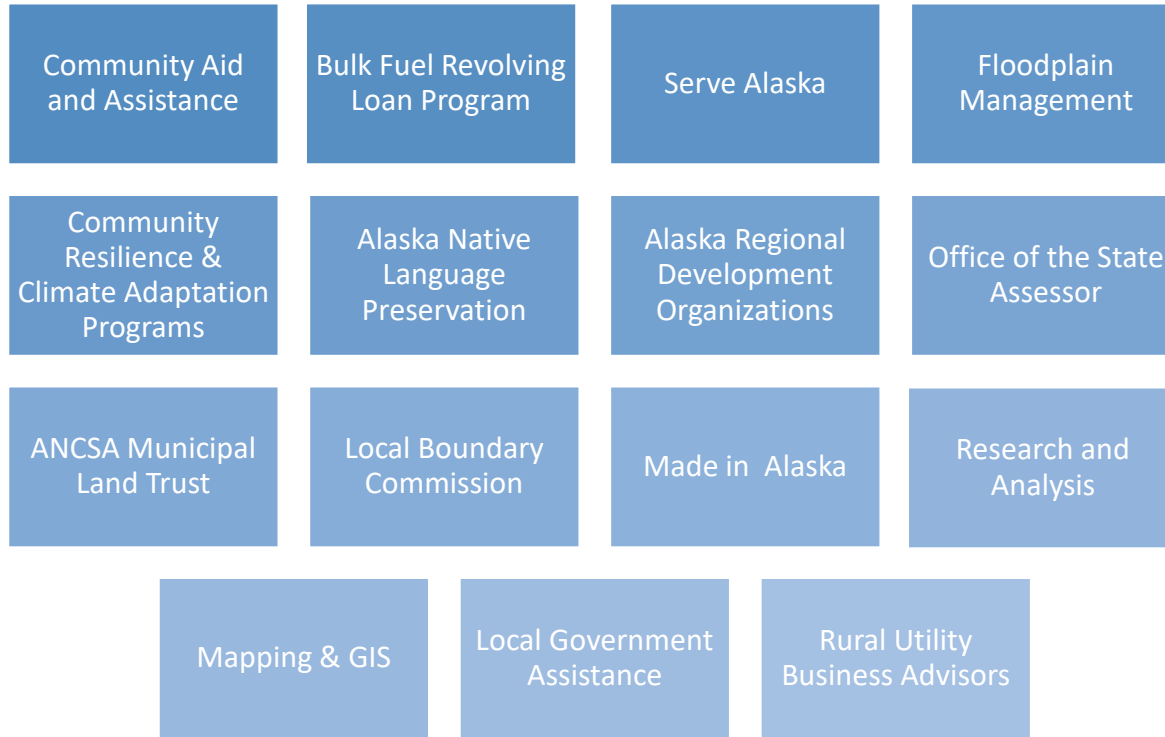 Community Aid
and Assistance
Bulk Fuel Revolving
Loan Program
Serve Alaska
Floodplain
Management
Community
Resilience &
Climate Adaptation
Programs
Alaska Native
Language
Preservation
Alaska Regional
Development
Organizations
Office of the State
Assessor
ANCSA Municipal
Land Trust
Local Boundary
Commission
Made in  Alaska
Research and
Analysis
Mapping & GIS
Local Government
Assistance
Rural Utility
Business Advisors